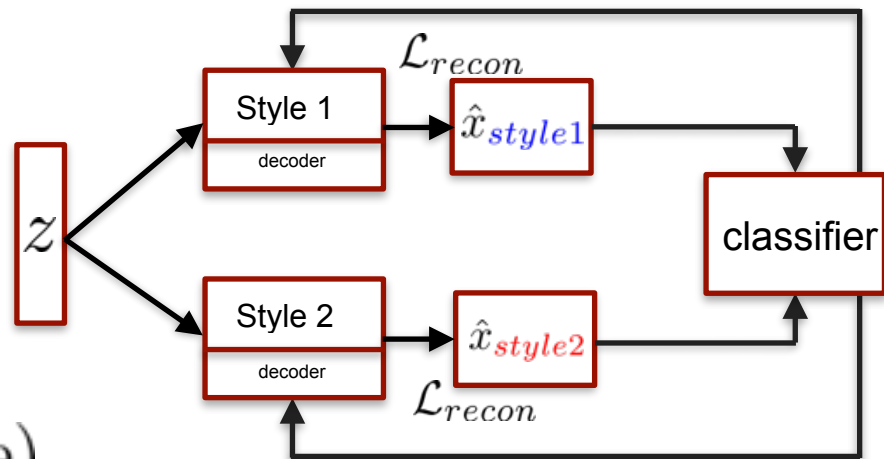 ℒ_recon
Style 1
decoder
x̂_style1
z
classifier
Style 2
decoder
x̂_style2
ℒ_recon